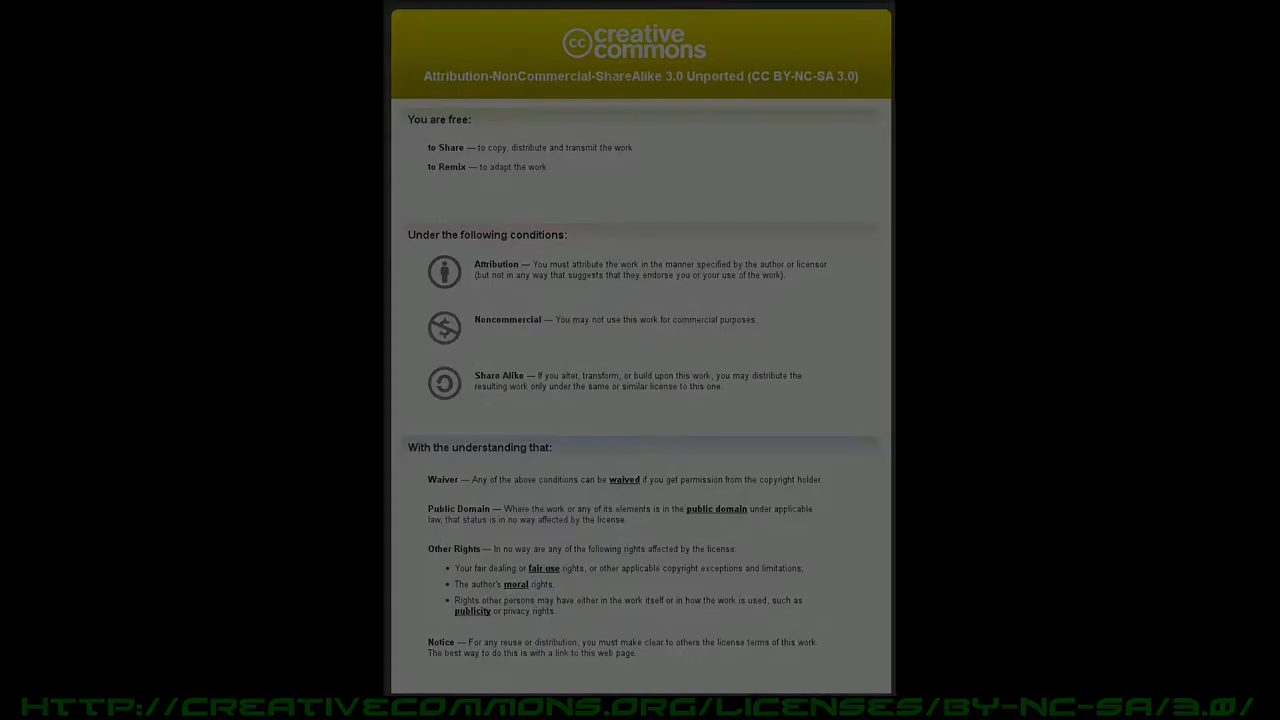 cc creative
commons
Attribution-NonCommercial-ShareAlike 3.0 Unported (CC BY-NC-SA 3.0)
You are free:
to Share — to copy, distribute and transmit the work
to Remix — to adapt the work
Under the following conditions:
Attribution — You must attribute the work in the manner specified by the author or licensor
(but not in any way that suggests that they endorse you or your use of the work).
Noncommercial — You may not use this work for commercial purposes.
Share Alike — If you alter, transform, or build upon this work, you may distribute the
resulting work only under the same or similar license to this one.
With the understanding that:
Waiver — Any of the above conditions can be waived if you get permission from the copyright holder.
Public Domain — Where the work or any of its elements is in the public domain under applicable
law, that status is in no way affected by the license.
Other Rights — In no way are any of the following rights affected by the license:
• Your fair dealing or fair use rights, or other applicable copyright exceptions and limitations;
• The author's moral rights;
• Rights other persons may have either in the work itself or in how the work is used, such as
publicity or privacy rights.
Notice — For any reuse or distribution, you must make clear to others the license terms of this work.
The best way to do this is with a link to this web page.
HTTP://CREATIVECOMMONS.ORG/LICENSES/BY-NC-SA/3.0/